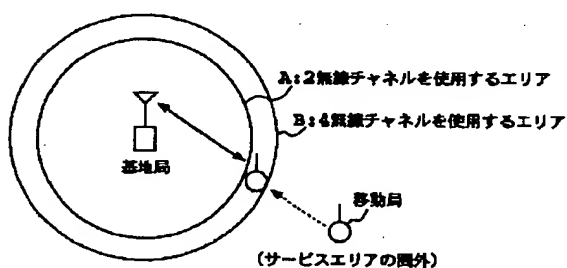 A:2無線チャネルを使用するエリア
B:4無線チャネルを使用するエリア
基地局
移動局
(サービスエリアの圏外)